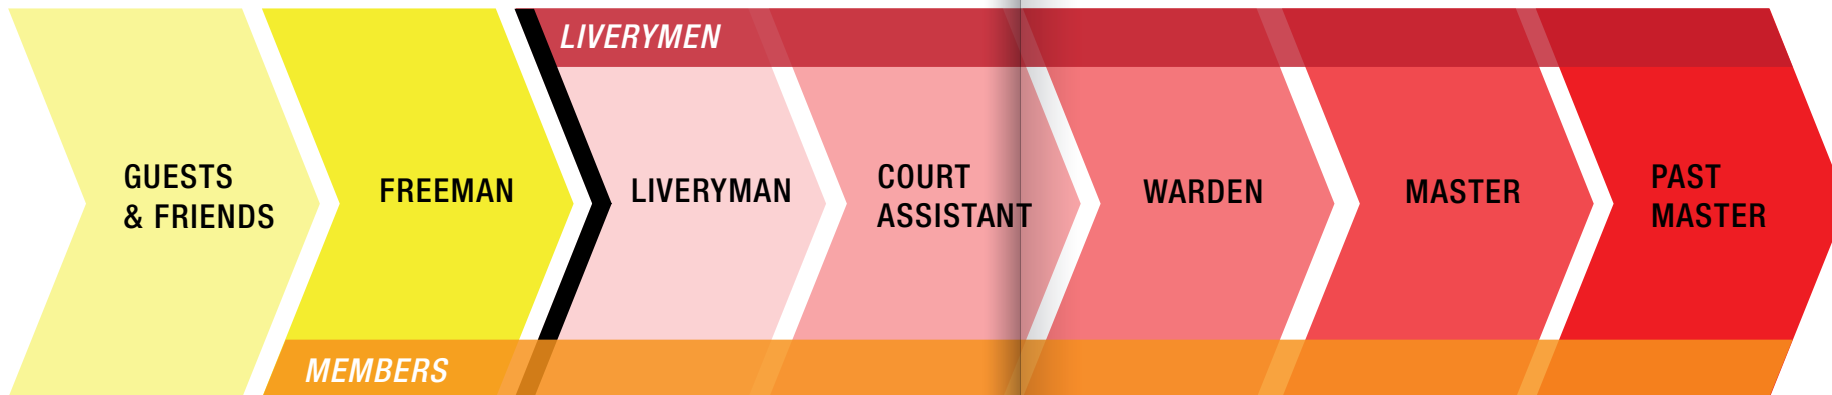 LIVERYMEN
GUESTS
& FRIENDS
FREEMAN
LIVERYMAN
COURT
ASSISTANT
WARDEN
MASTER
PAST
MASTER
MEMBERS